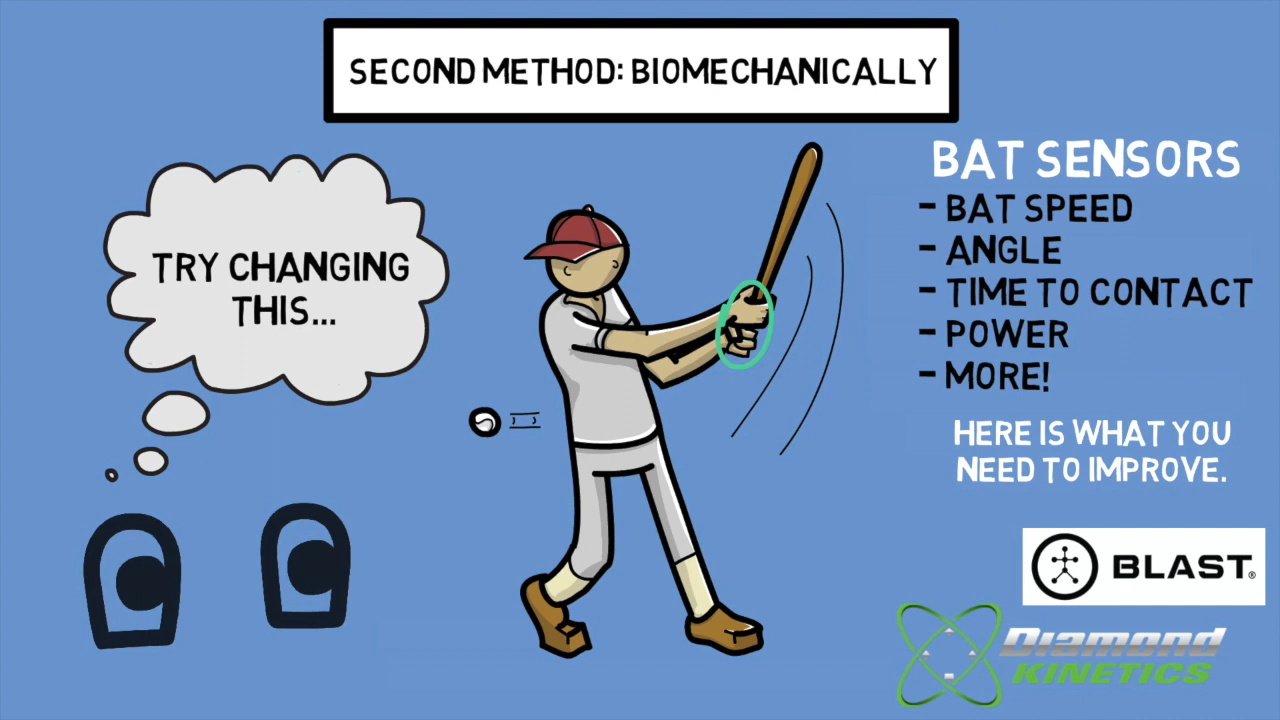 SECOND METHOD: BIOMECHANICALLY
TRY CHANGING
THIS...
BAT SENSORS
- BAT SPEED
- ANGLE
- TIME TO CONTACT
- POWER
- MORE!
HERE IS WHAT YOU
NEED TO IMPROVE.
BLAST®
Diamond
KINETICS